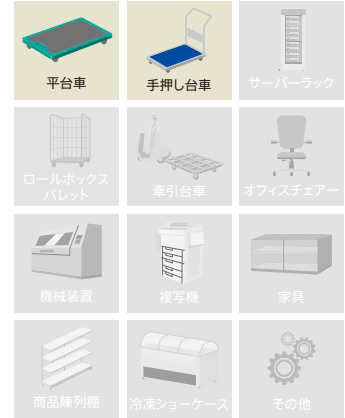 平台車
手押し台車
サーバーラック
ロールボックス
パレット
牽引台車
オフィスチェアー
機械装置
複写機
家具
商品陳列棚
冷凍ショーケース
その他